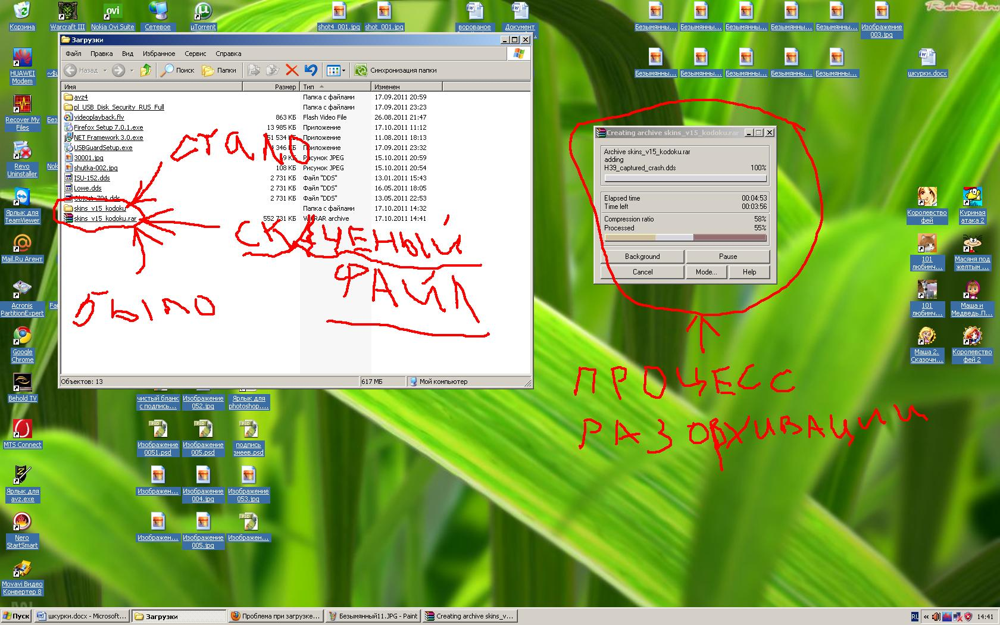 Корзина
Warcraft III
Nokia Ovi Suite
Сетевое
µTorrent
shot4_001.jpg
shot_001.jpg
ворованое
Документ
Безымянны...
Безымянны...
Безымянны...
Безымянны...
Безымянны...
Изображение 003.jpg
RabStol.ru
Загрузки
Файл Правка Вид Избранное Сервис Справка
Назад Поиск Папки Синхронизация папки
Имя Размер Тип Изменен
avz4 Папка с файлами 17.09.2011 20:59
pl_USB_Disk_Security_RUS_Full Папка с файлами 17.09.2011 23:23
videoplayback.flv 863 КБ Flash Video File 26.08.2011 21:47
Firefox Setup 7.0.1.exe 13 985 КБ Приложение 17.10.2011 11:12
NET Framework 3.0.exe 51 534 КБ Приложение 11.08.2011 18:13
USBGuardSetup.exe 346 КБ Приложение 17.09.2011 23:32
30001.jpg КБ Рисунок JPEG 15.10.2011 20:59
shutka-002.jpg 108 КБ Рисунок JPEG 15.10.2011 20:54
ISU-152.dds 2 731 КБ Файл "DDS" 13.01.2011 15:43
Lowe.dds 2 731 КБ Файл "DDS" 16.05.2011 18:05
Object_704.dds 2 731 КБ Файл "DDS" 13.05.2011 22:53
skins_v15_kodoku Папка с файлами 17.10.2011 14:32
skins_v15_kodoku.rar 552 731 КБ WinRAR archive 17.10.2011 14:41
стало
скаченый
файл
было
Объектов: 13 617 МБ Мой компьютер
Безымянны...
Безымянны...
Безымянны...
Безымянны...
Безымянны...
шкурки.docx
Creating archive skins_v15_kodoku.rar
Archive skins_v15_kodoku.rar
adding
H39_captured_crash.dds 100%
Elapsed time 00:04:53
Time left 00:03:56
Compression ratio 58%
Processed 55%
Background Pause
Cancel Mode... Help
процесс
разорхивации
HUAWEI Modem
Recover My Files
Revo Uninstaller
Ярлык для TeamViewer
Mail.Ru Агент
Acronis PartitionExpert
Google Chrome
Behold TV
MTS Connect
Ярлык для avz.exe
Nero StartSmart
Movavi Видео Конвертер 8
Королевство фей
Куриная атака 2
101 любимч...
Масяня под желтым ...
101 любимч...
Маша и Медведь.П...
Маша 2. Сказочн...
Королевство фей 2
чистый бланк с подпись...
Изображение 052.jpg
Ярлык для photoshop....
Изображение 0051.psd
Изображение 005.psd
подпись змеев.psd
Изображен...
Изображение 004.jpg
Изображение 053.jpg
Изображен...
Изображение 005.jpg
Изображен...
Пуск шкурки.docx - Microsoft... Загрузки Проблема при загрузке... Безымянный11.JPG - Paint Creating archive skins_v... RL « 14:41